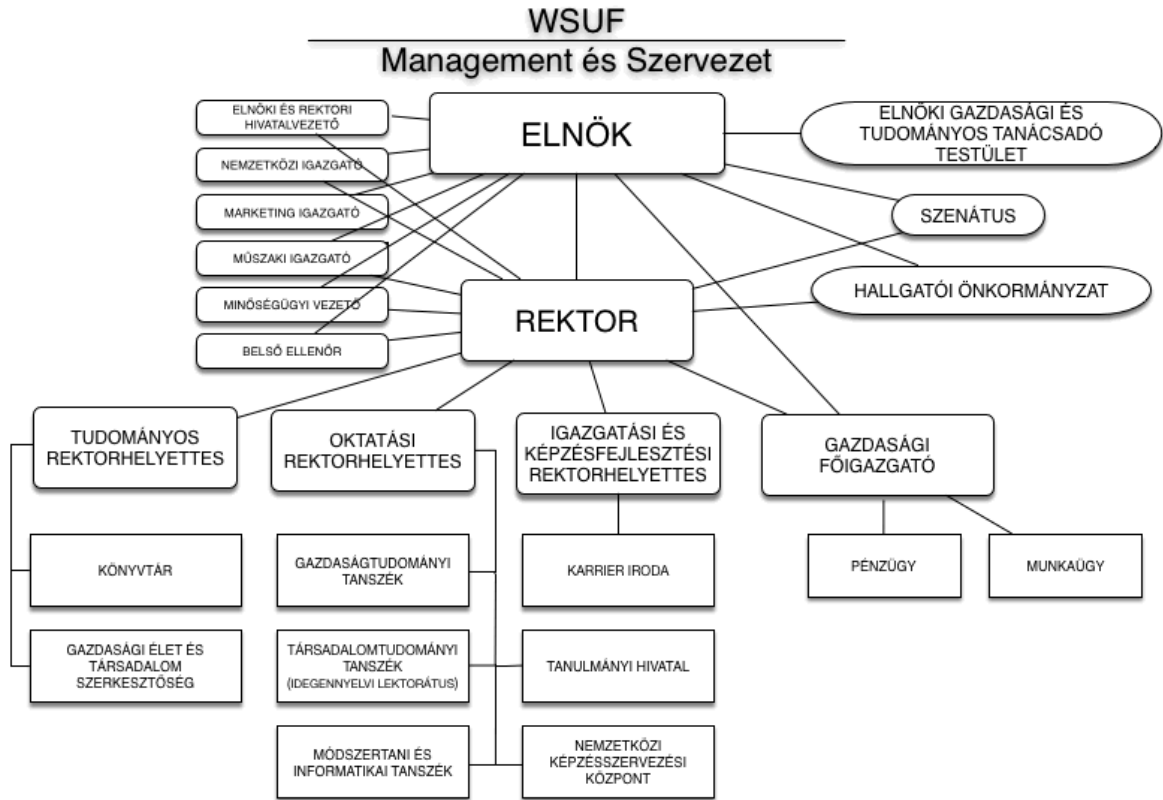 WSUF
Management és Szervezet
ELNÖKI ÉS REKTORI
HIVATALVEZETŐ
NEMZETKÖZI IGAZGATÓ
MARKETING IGAZGATÓ
MŰSZAKI IGAZGATÓ
MINŐSÉGÜGYI VEZETŐ
BELSŐ ELLENŐR
ELNÖK
ELNÖKI GAZDASÁGI ÉS
TUDOMÁNYOS TANÁCSADÓ
TESTÜLET
SZENÁTUS
HALLGATÓI ÖNKORMÁNYZAT
REKTOR
TUDOMÁNYOS
REKTORHELYETTES
OKTATÁSI
REKTORHELYETTES
IGAZGATÁSI ÉS
KÉPZÉSFEJLESZTÉSI
REKTORHELYETTES
GAZDASÁGI
FŐIGAZGATÓ
KÖNYVTÁR
GAZDASÁGTUDOMÁNYI
TANSZÉK
KARRIER IRODA
PÉNZÜGY
MUNKAÜGY
GAZDASÁGI ÉLET ÉS
TÁRSADALOM
SZERKESZTŐSÉG
TÁRSADALOMTUDOMÁNYI
TANSZÉK
(IDEGENNYELVI LEKTORÁTUS)
TANULMÁNYI HIVATAL
MÓDSZERTANI ÉS
INFORMATIKAI TANSZÉK
NEMZETKÖZI
KÉPZÉSSZERVEZÉSI
KÖZPONT